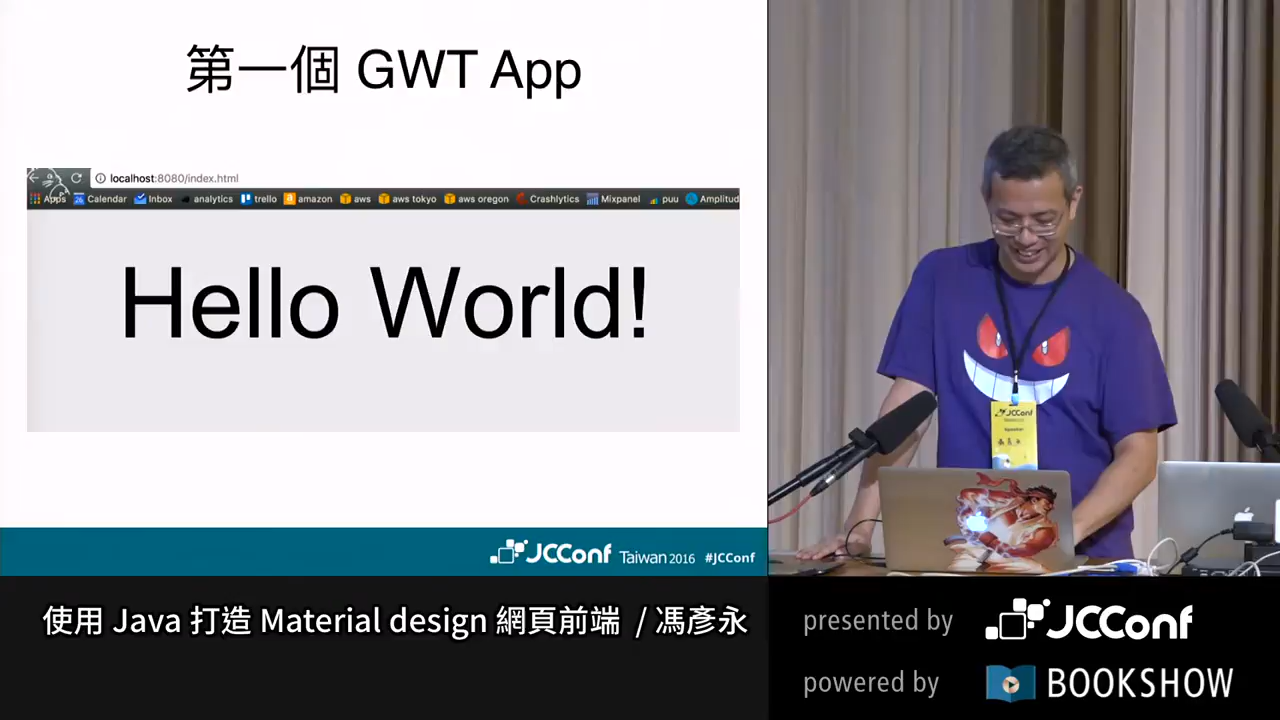 第一個 GWT App
localhost:8080/index.html
Apps Calendar Inbox analytics trello amazon aws aws tokyo aws oregon Crashlytics Mixpanel puu Amplitud
Hello World!
JCConf Taiwan 2016 #JCConf
JCConf
使用 Java 打造 Material design 網頁前端 / 馮彥永
presented by JCConf
powered by BOOKSHOW